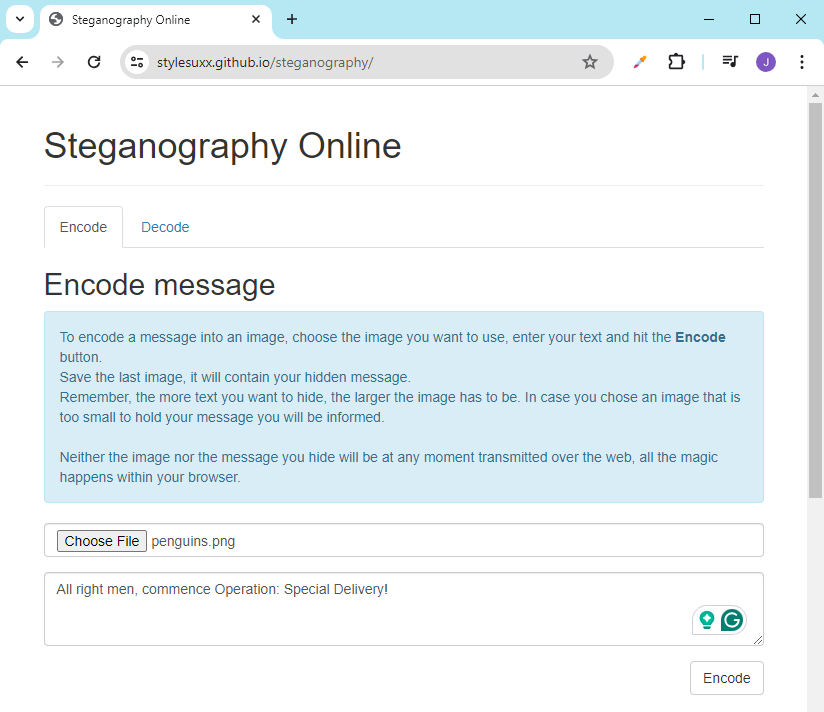 Steganography Online
stylesuxx.github.io/steganography/
J
Steganography Online
Encode
Decode
Encode message
To encode a message into an image, choose the image you want to use, enter your text and hit the Encode
button.
Save the last image, it will contain your hidden message.
Remember, the more text you want to hide, the larger the image has to be. In case you chose an image that is
too small to hold your message you will be informed.
Neither the image nor the message you hide will be at any moment transmitted over the web, all the magic
happens within your browser.
Choose File penguins.png
All right men, commence Operation: Special Delivery!
G
Encode